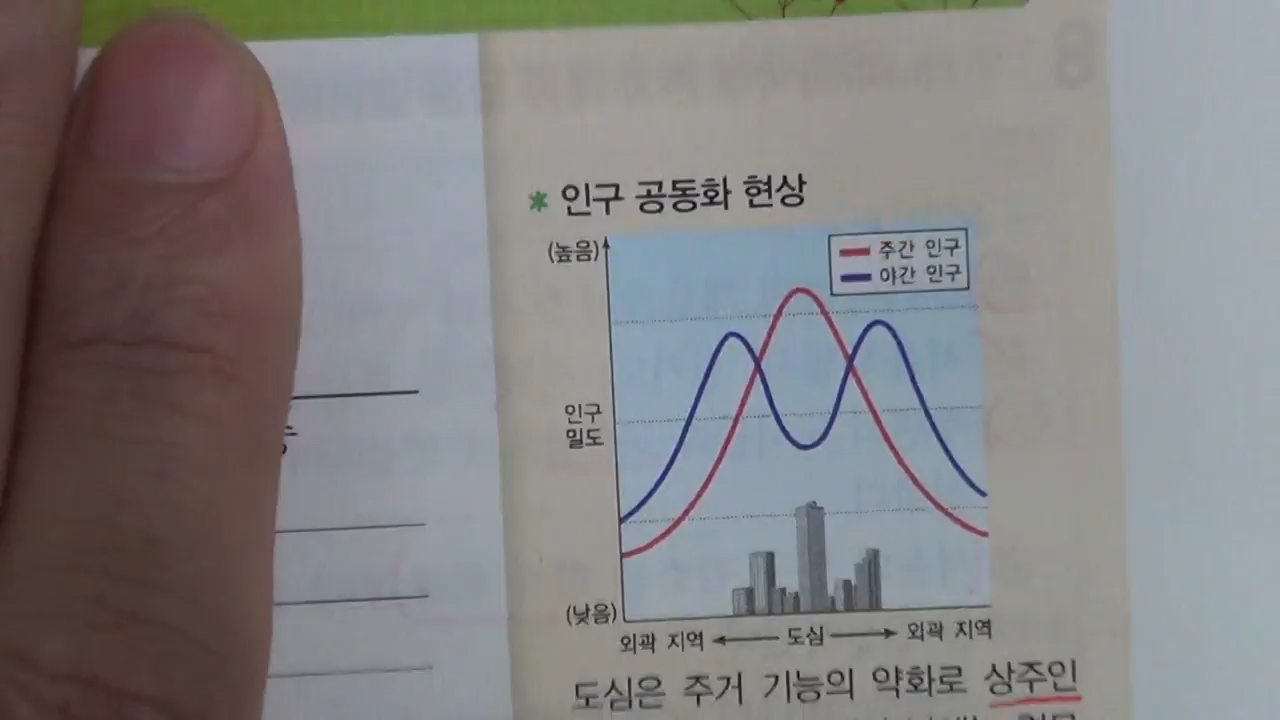 * 인구 공동화 현상
(높음)
주간 인구
야간 인구
인구
밀도
(낮음)
외곽 지역 ← 도심 → 외곽 지역
도심은 주거 기능의 약화로 상주인